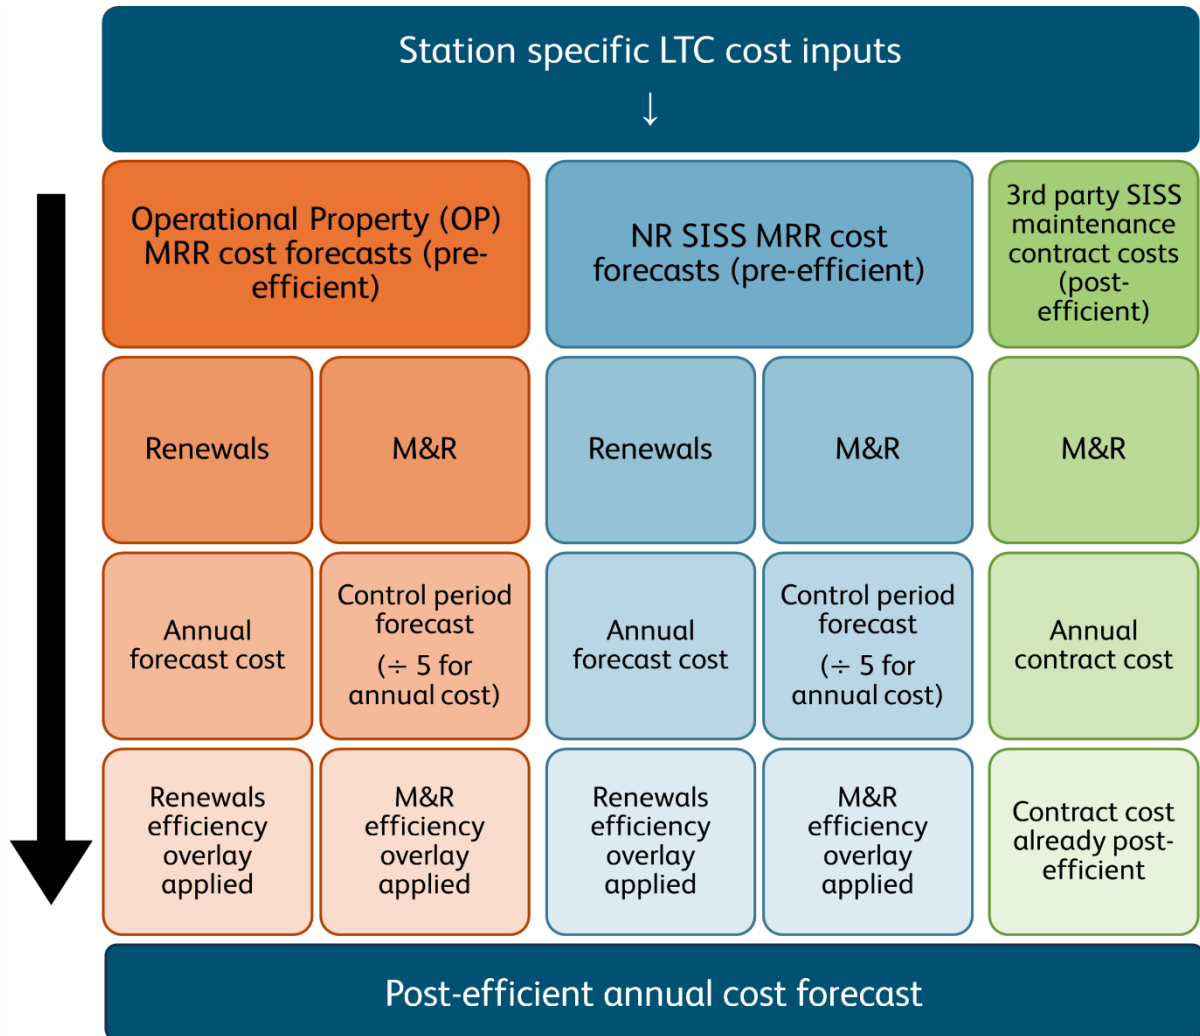 Station specific LTC cost inputs
↓
Operational Property (OP)
MRR cost forecasts (pre-
efficient)
NR SISS MRR cost
forecasts (pre-efficient)
3rd party SISS
maintenance
contract costs
(post-
efficient)
Renewals
M&R
Renewals
M&R
M&R
Annual
forecast cost
Control period
forecast
(÷ 5 for
annual cost)
Annual
forecast cost
Control period
forecast
(÷ 5 for
annual cost)
Annual
contract cost
Renewals
efficiency
overlay
applied
M&R
efficiency
overlay
applied
Renewals
efficiency
overlay
applied
M&R
efficiency
overlay
applied
Contract cost
already post-
efficient
Post-efficient annual cost forecast